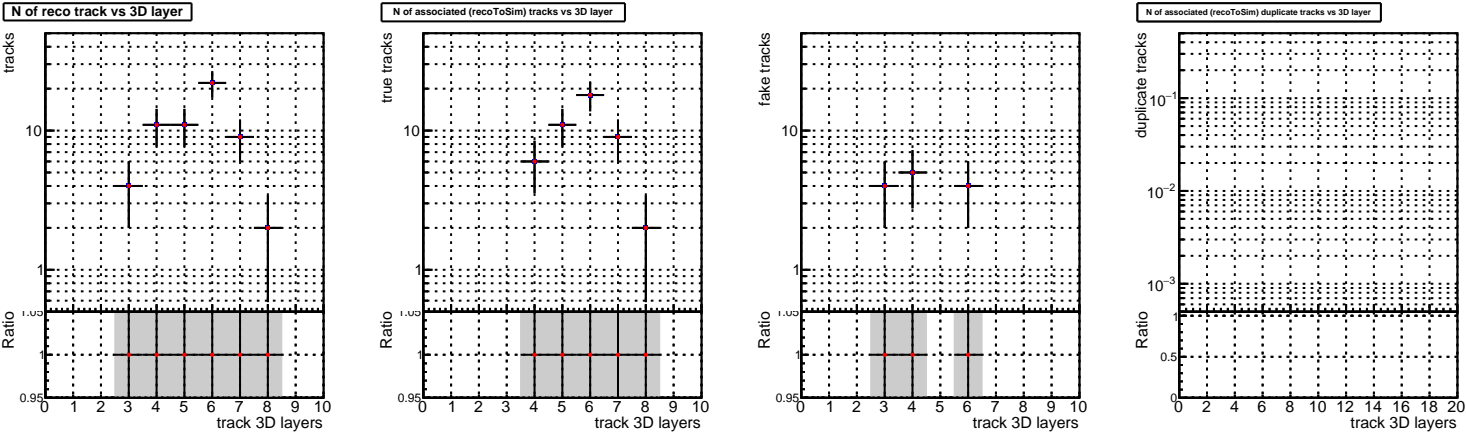 N of reco track vs 3D layer
tracks
10
1
1.05
Ratio
1
0.95
0 1 2 3 4 5 6 7 8 9 10
track 3D layers
N of associated (recoToSim) tracks vs 3D layer
true tracks
10
1
1.05
Ratio
1
0.95
0 1 2 3 4 5 6 7 8 9 10
track 3D layers
fake tracks
10
1
1.05
Ratio
1
0.95
0 1 2 3 4 5 6 7 8 9 10
track 3D layers
N of associated (recoToSim) duplicate tracks vs 3D layer
duplicate tracks
10⁻¹
10⁻²
10⁻³
Ratio
1
0.5
0
0 2 4 6 8 10 12 14 16 18 20
track 3D layers